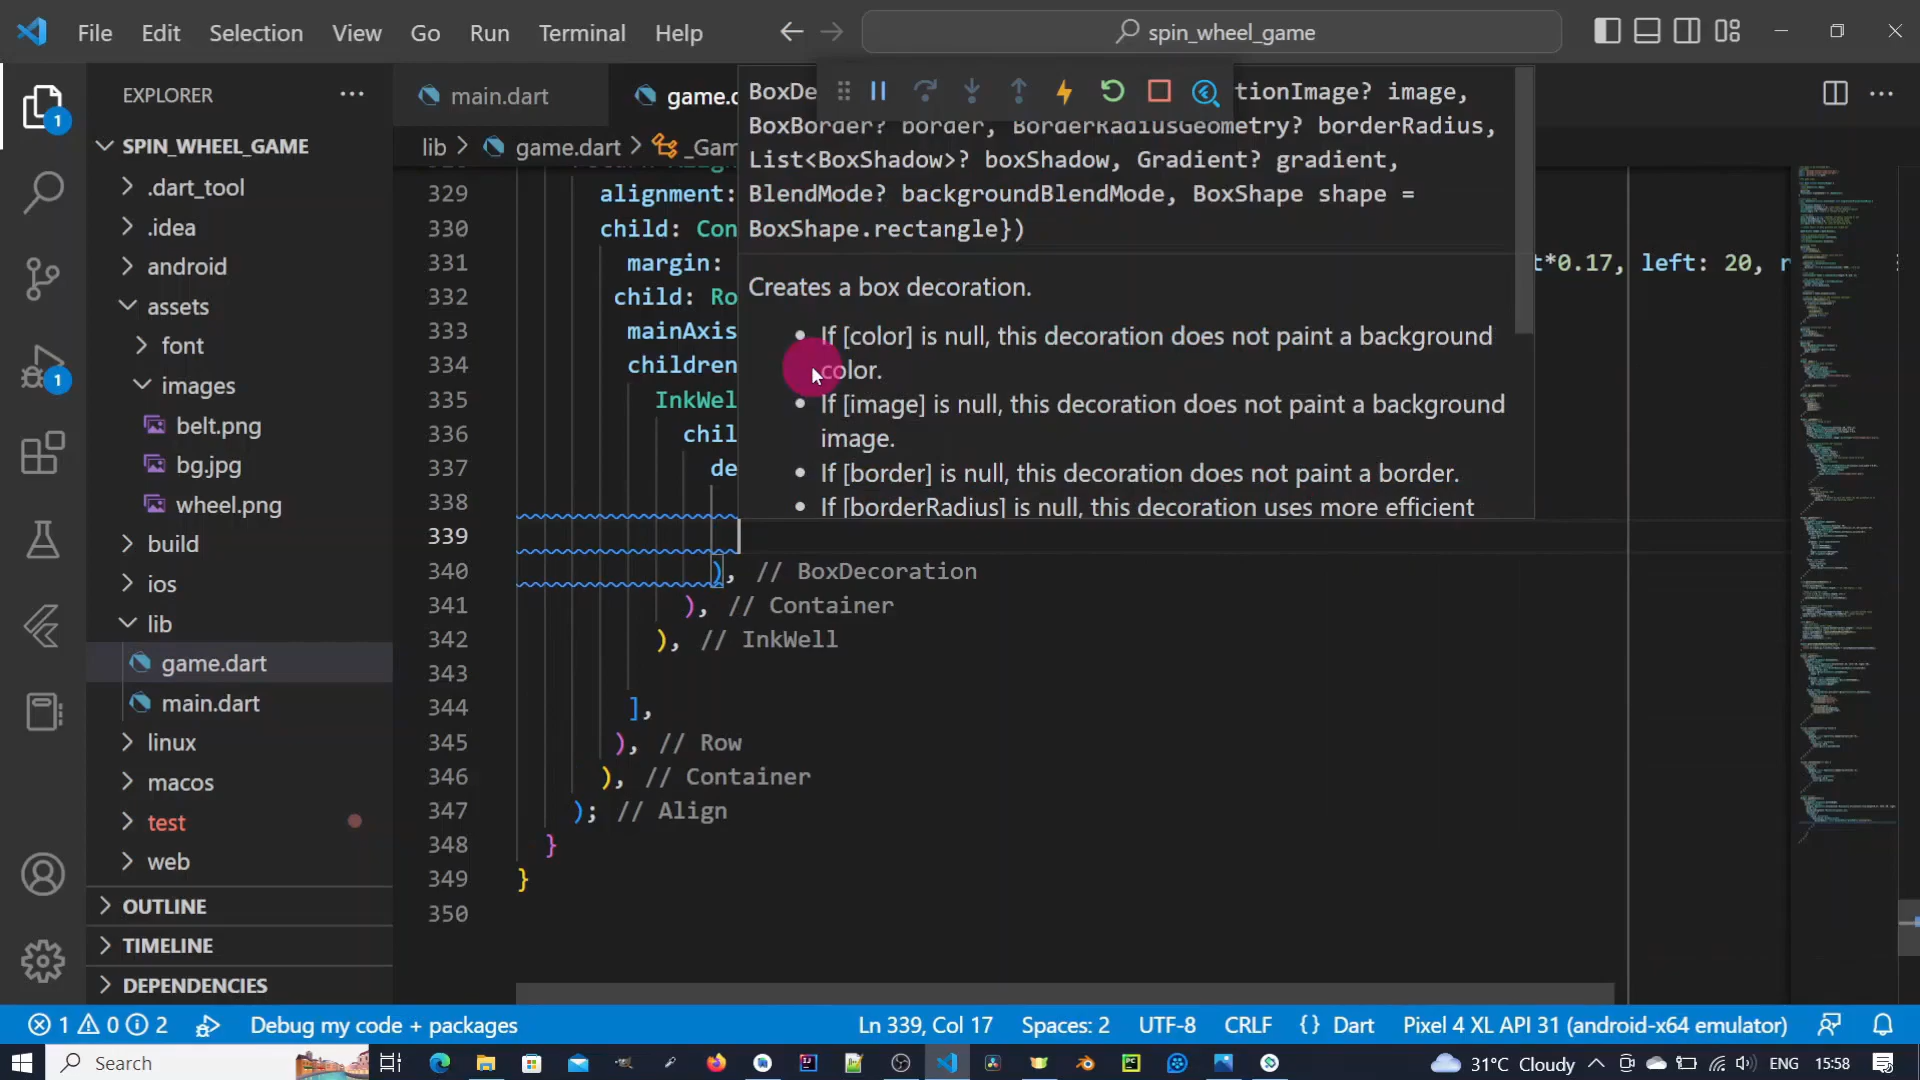 File Edit Selection View Go Run Terminal Help
spin_wheel_game
EXPLORER
main.dart
game.d
SPIN_WHEEL_GAME
.dart_tool
.idea
android
assets
font
images
belt.png
bg.jpg
wheel.png
build
ios
lib
game.dart
main.dart
linux
macos
test
web
OUTLINE
TIMELINE
DEPENDENCIES
1
1
lib > game.dart > _Gam
BoxDe tionImage? image,
BoxBorder? border, BorderRadiusGeometry? borderRadius,
List<BoxShadow>? boxShadow, Gradient? gradient,
BlendMode? backgroundBlendMode, BoxShape shape =
BoxShape.rectangle})
Creates a box decoration.
• If [color] is null, this decoration does not paint a background
color.
• If [image] is null, this decoration does not paint a background
image.
• If [border] is null, this decoration does not paint a border.
• If [borderRadius] is null, this decoration uses more efficient
329 alignment:
330 child: Con
331 margin: t*0.17, left: 20, r
332 child: Ro
333 mainAxis
334 children
335 InkWel
336 chil
337 de
338
339
340 ), // BoxDecoration
341 ), // Container
342 ), // InkWell
343
344 ],
345 ), // Row
346 ), // Container
347 ); // Align
348 }
349 }
350
1 0 2 Debug my code + packages Ln 339, Col 17 Spaces: 2 UTF-8 CRLF {} Dart Pixel 4 XL API 31 (android-x64 emulator)
Search 31°C Cloudy ENG 15:58